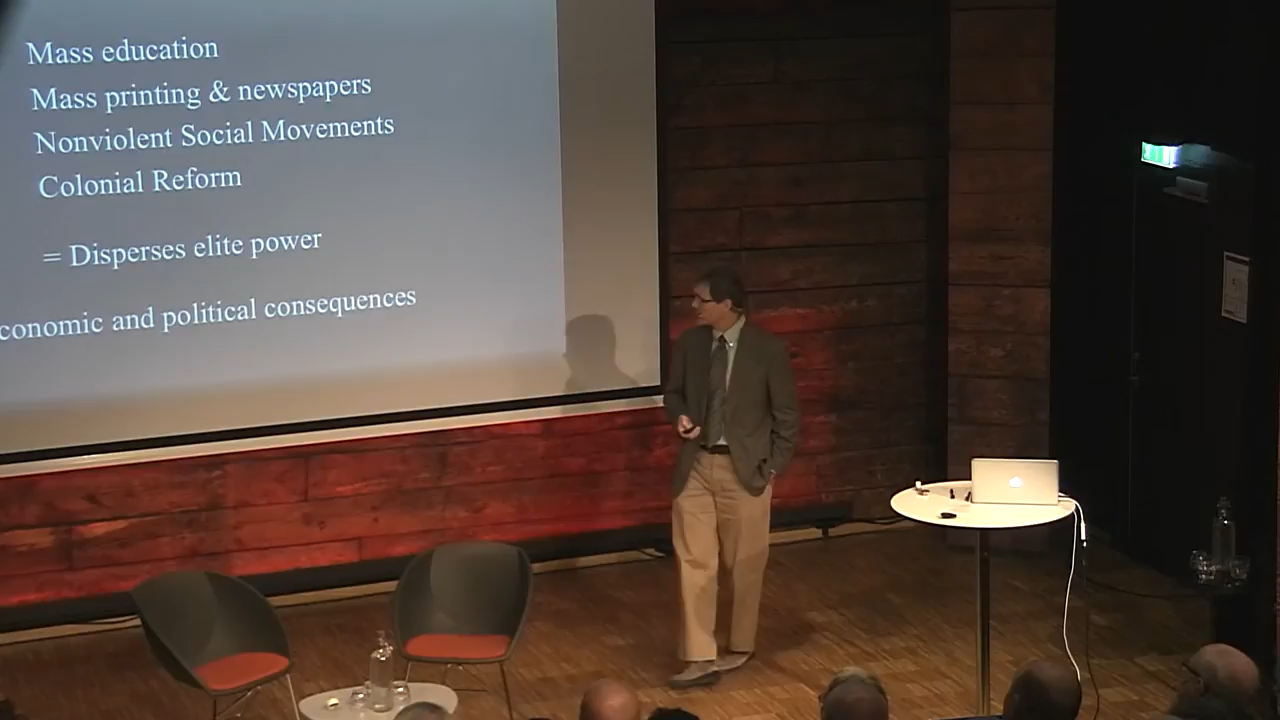 Mass education
Mass printing & newspapers
Nonviolent Social Movements
Colonial Reform
= Disperses elite power
conomic and political consequences